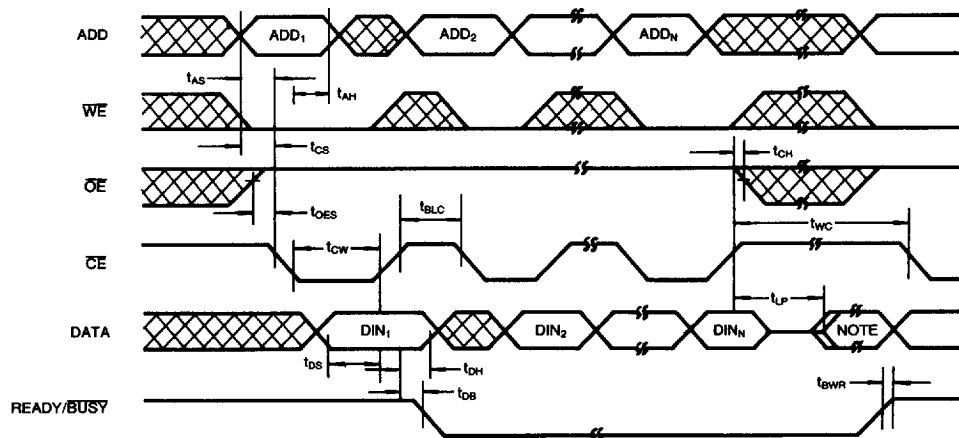 ADD ADD₁ ADD₂ ADDN
tAS tAH
WE
tCS tCH
OE
tOES tBLC tWC
CE tCW
tLP
DATA DIN₁ DIN₂ DINN NOTE
tDS tDH
tDB tBWR
READY/BUSY